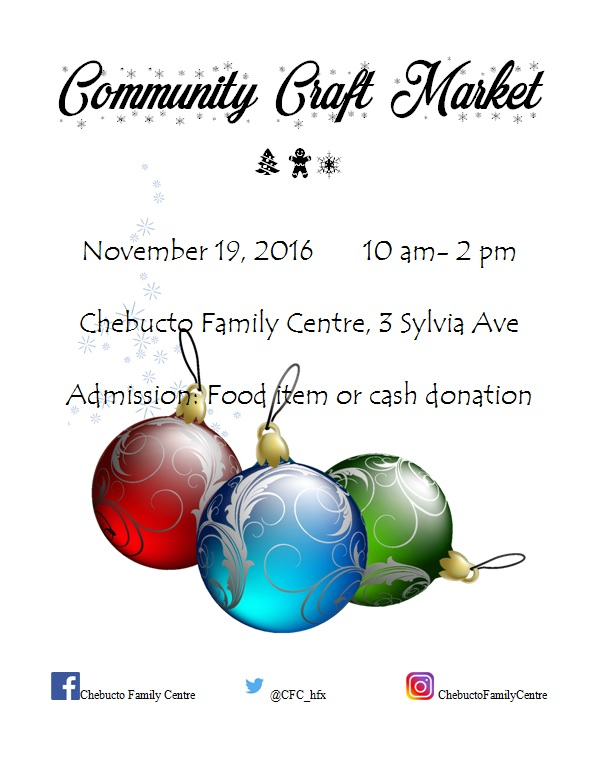 Community Craft Market
November 19, 2016 10 am- 2 pm
Chebucto Family Centre, 3 Sylvia Ave
Admission: Food item or cash donation
Chebucto Family Centre @CFC_hfx ChebuctoFamilyCentre